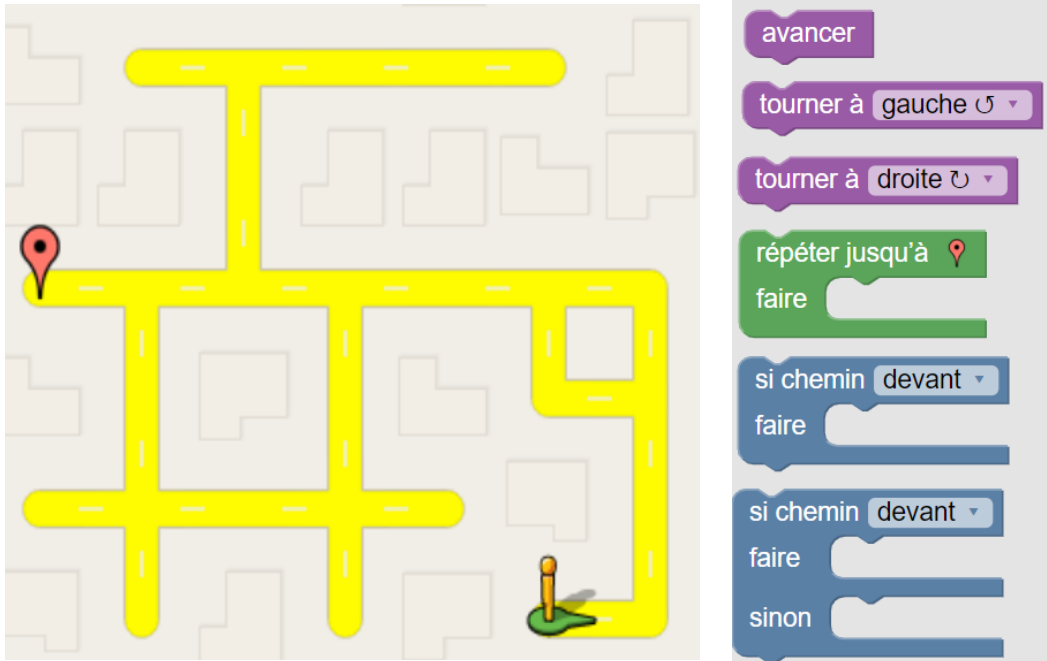 avancer
tourner à gauche ↺
tourner à droite ↻
répéter jusqu'à
faire
si chemin devant
faire
si chemin devant
faire
sinon